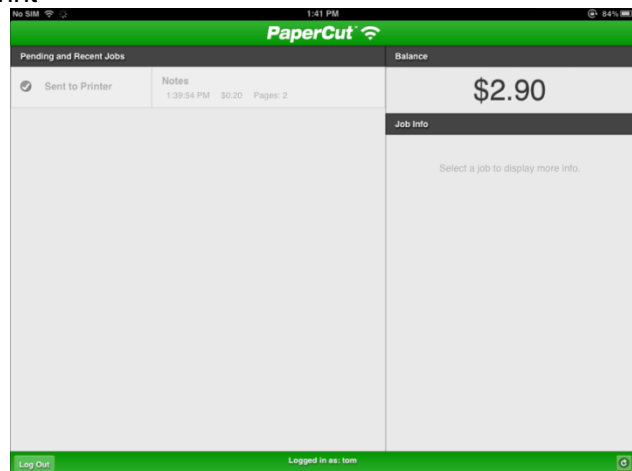 No SIM 1:41 PM 84%
PaperCut
Pending and Recent Jobs
Balance
Sent to Printer
Notes
1:39:54 PM $0.20 Pages: 2
$2.90
Job Info
Select a job to display more info.
Log Out
Logged in as: tom